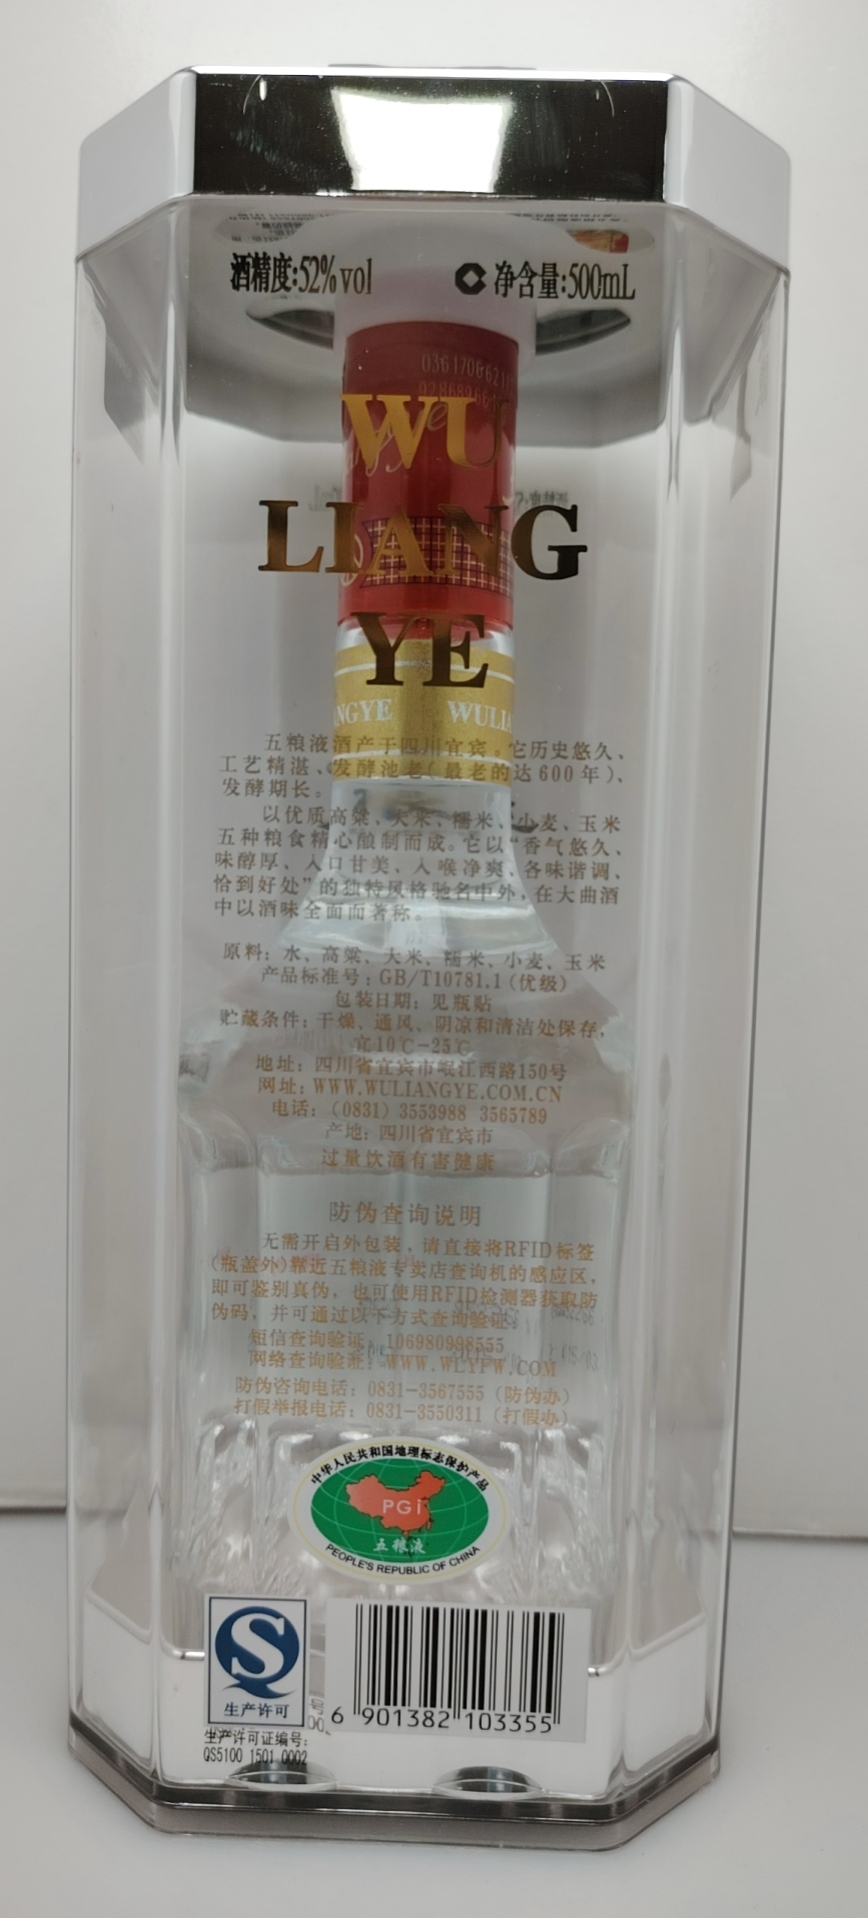 酒精度:52%vol
净含量:500mL
WU
LIANG
YE
NGYE WULIA
五粮液酒产于四川宜宾。它历史悠久、
工艺精湛、发酵池老(最老的达600年)、
发酵期长。
以优质高粱、大米、糯米、小麦、玉米
五种粮食精心酿制而成。它以“香气悠久、
味醇厚、入口甘美、入喉净爽、各味谐调、
恰到好处”的独特风格驰名中外,在大曲酒
中以酒味全面而著称。
原料:水、高粱、大米、糯米、小麦、玉米
产品标准号:GB/T10781.1(优级)
包装日期:见瓶贴
贮藏条件:干燥、通风、阴凉和清洁处保存,
宜10℃-25℃
地址:四川省宜宾市岷江西路150号
网址:WWW.WULIANGYE.COM.CN
电话:(0831) 3553988 3565789
产地:四川省宜宾市
过量饮酒有害健康
防伪查询说明
无需开启外包装,请直接将RFID标签
(瓶盖外)靠近五粮液专卖店查询机的感应区,
即可鉴别真伪,也可使用RFID检测器获取防
伪码,并可通过以下方式查询验证:
短信查询验证:106980998555
网络查询验证:WWW.WLYFW.COM
防伪咨询电话:0831-3567555(防伪办)
打假举报电话:0831-3550311(打假办)
中华人民共和国地理标志保护产品
PGi
五粮液
PEOPLE'S REPUBLIC OF CHINA
生产许可
生产许可证编号:
QS5100 1501 0002
6 901382 103355